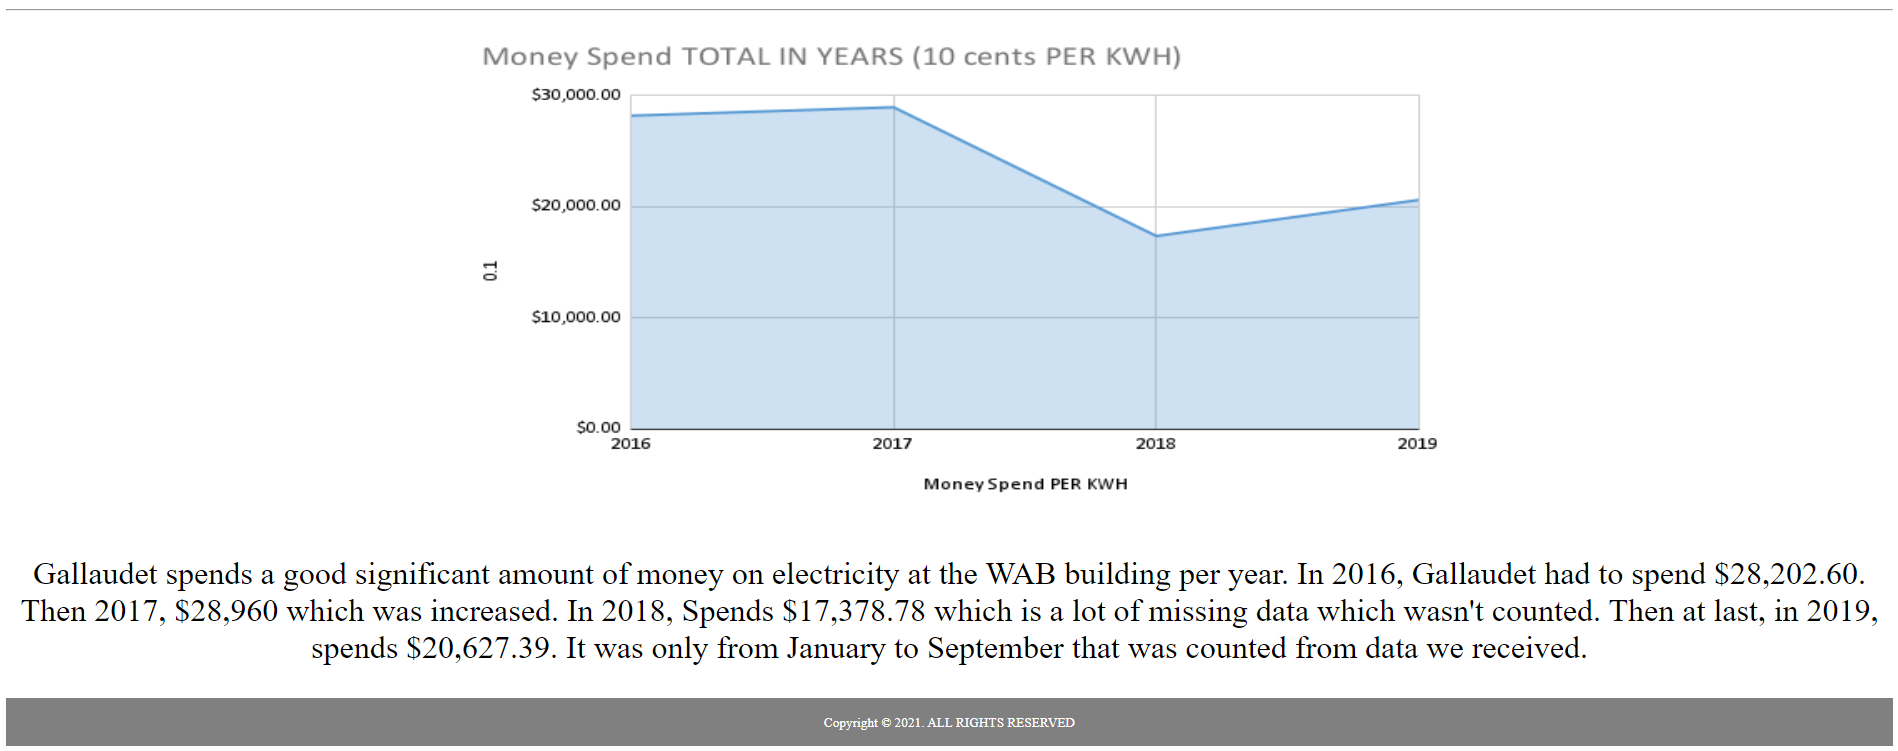 Money Spend TOTAL IN YEARS (10 cents PER KWH)
$30,000.00
$20,000.00
0.1
$10,000.00
$0.00
2016 2017 2018 2019
Money Spend PER KWH
Gallaudet spends a good significant amount of money on electricity at the WAB building per year. In 2016, Gallaudet had to spend $28,202.60.
Then 2017, $28,960 which was increased. In 2018, Spends $17,378.78 which is a lot of missing data which wasn't counted. Then at last, in 2019,
spends $20,627.39. It was only from January to September that was counted from data we received.
Copyright © 2021. ALL RIGHTS RESERVED